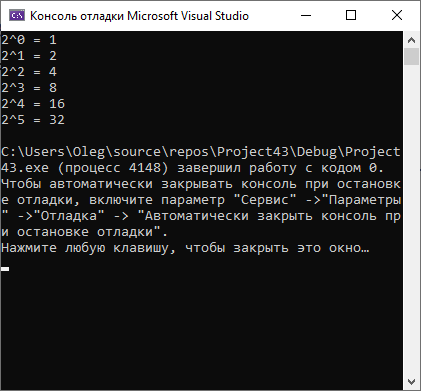 Консоль отладки Microsoft Visual Studio
2^0 = 1
2^1 = 2
2^2 = 4
2^3 = 8
2^4 = 16
2^5 = 32
C:\Users\Oleg\source\repos\Project43\Debug\Project
43.exe (процесс 4148) завершил работу с кодом 0.
Чтобы автоматически закрывать консоль при остановк
е отладки, включите параметр "Сервис" ->"Параметры
" ->"Отладка" -> "Автоматически закрыть консоль пр
и остановке отладки".
Нажмите любую клавишу, чтобы закрыть это окно…